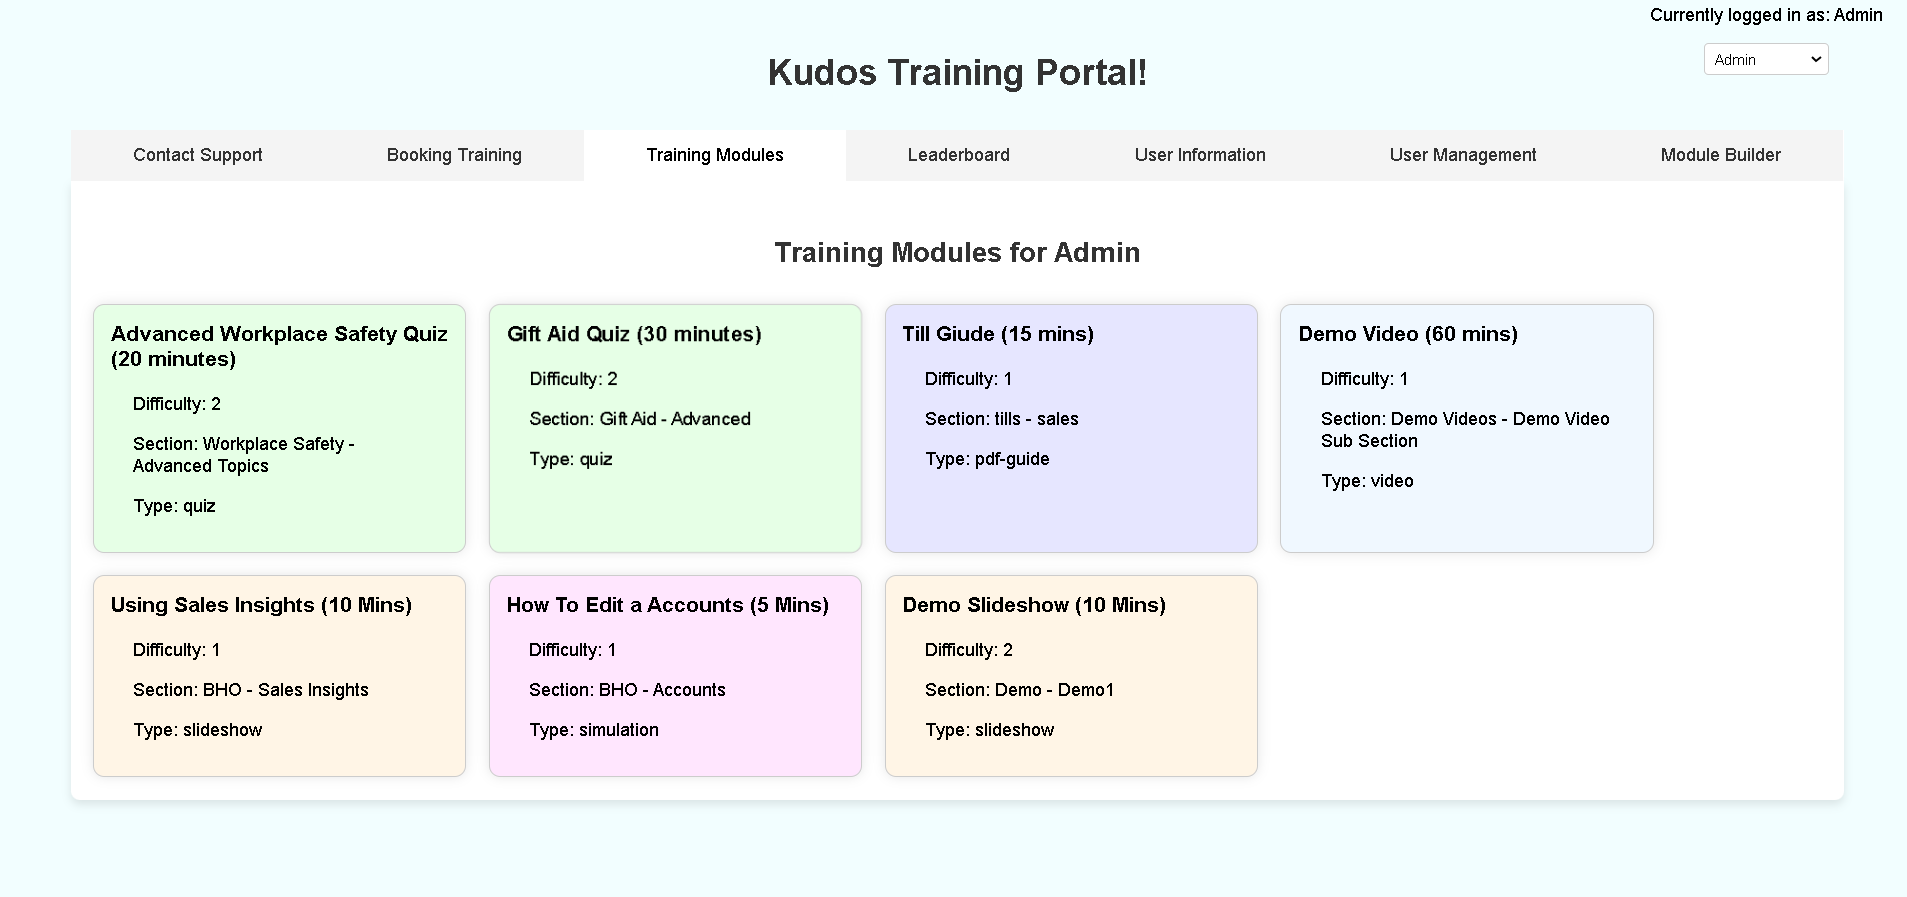 Currently logged in as: Admin
Kudos Training Portal!
Admin
Contact Support
Booking Training
Training Modules
Leaderboard
User Information
User Management
Module Builder
Training Modules for Admin
Advanced Workplace Safety Quiz
(20 minutes)
Difficulty: 2
Section: Workplace Safety -
Advanced Topics
Type: quiz
Gift Aid Quiz (30 minutes)
Difficulty: 2
Section: Gift Aid - Advanced
Type: quiz
Till Giude (15 mins)
Difficulty: 1
Section: tills - sales
Type: pdf-guide
Demo Video (60 mins)
Difficulty: 1
Section: Demo Videos - Demo Video
Sub Section
Type: video
Using Sales Insights (10 Mins)
Difficulty: 1
Section: BHO - Sales Insights
Type: slideshow
How To Edit a Accounts (5 Mins)
Difficulty: 1
Section: BHO - Accounts
Type: simulation
Demo Slideshow (10 Mins)
Difficulty: 2
Section: Demo - Demo1
Type: slideshow